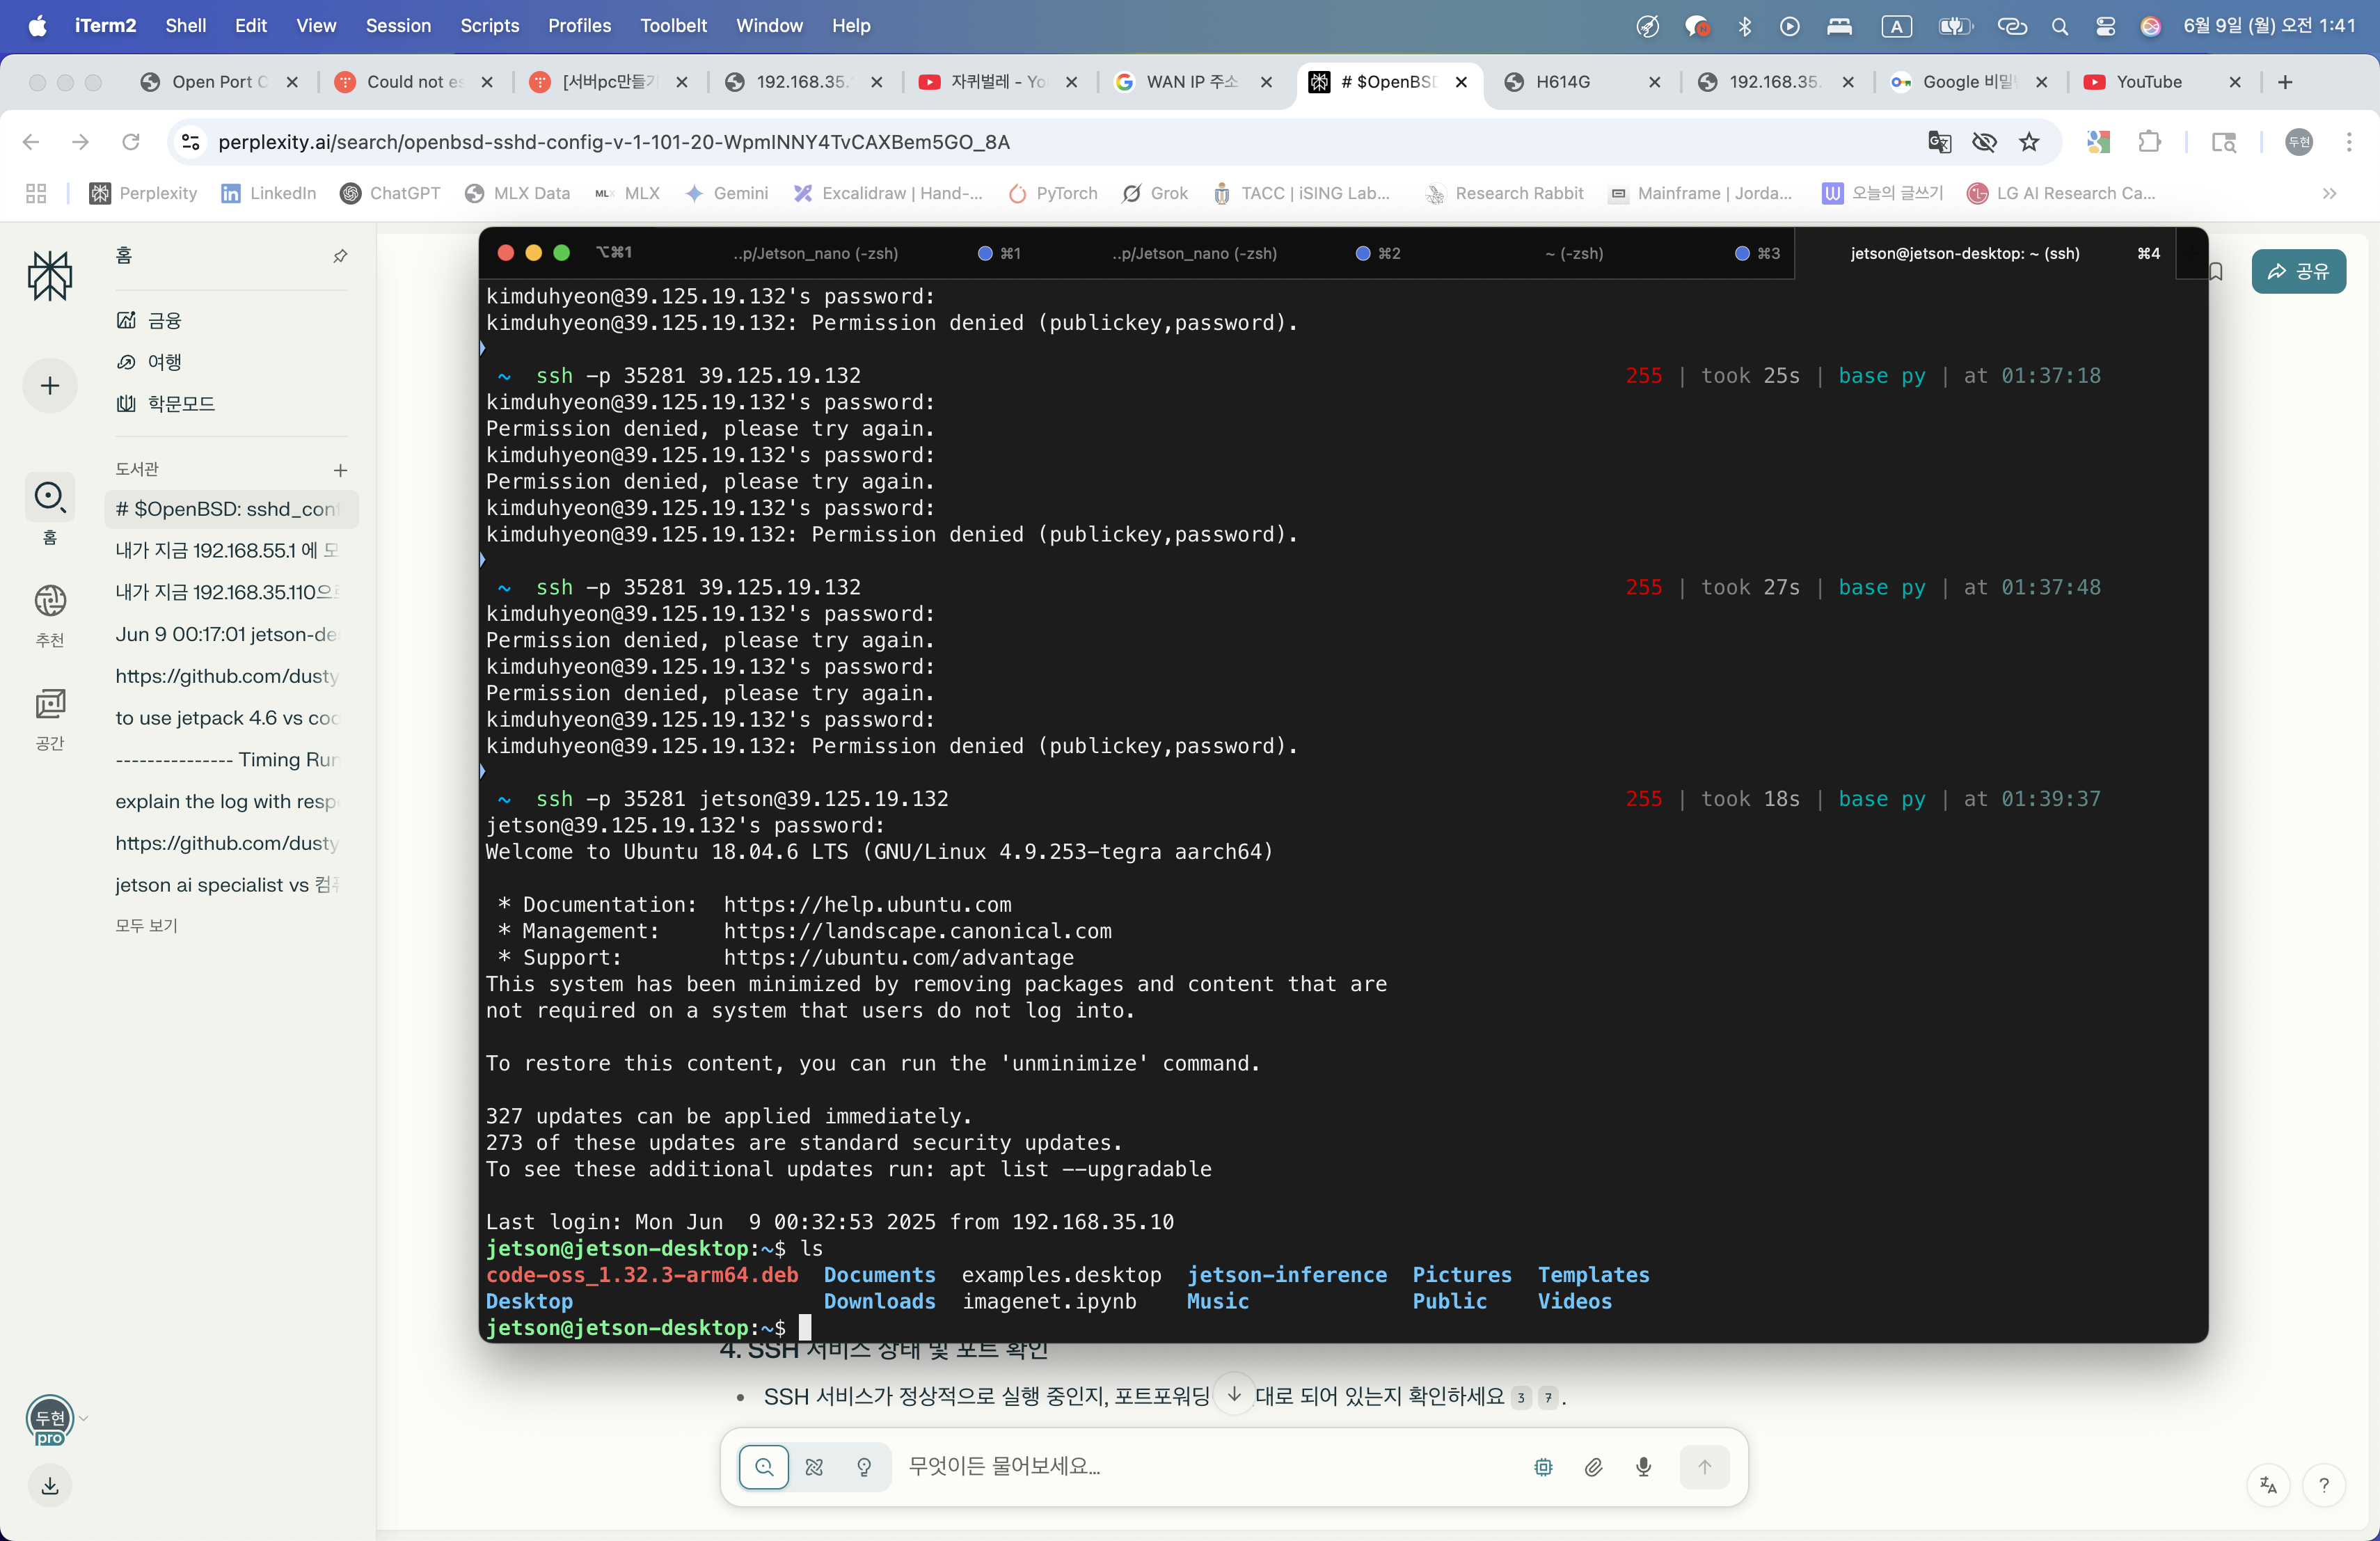 iTerm2 Shell Edit View Session Scripts Profiles Toolbelt Window Help A 6월 9일 (월) 오전 1:41
Open Port C Could not es [서버pc만들기 192.168.35. 자퀴벌레 - Yo WAN IP 주소 # $OpenBSD H614G 192.168.35. Google 비밀 YouTube
perplexity.ai/search/openbsd-sshd-config-v-1-101-20-WpmINNY4TvCAXBem5GO_8A 두현
Perplexity LinkedIn ChatGPT MLX Data MLX Gemini Excalidraw | Hand-... PyTorch Grok TACC | iSING Lab... Research Rabbit Mainframe | Jorda... 오늘의 글쓰기 LG AI Research Ca...
홈
금융
여행
학문모드
도서관
# $OpenBSD: sshd_con
내가 지금 192.168.55.1 에
내가 지금 192.168.35.110으
Jun 9 00:17:01 jetson-de
https://github.com/dusty
to use jetpack 4.6 vs
--------------- Timing Run
explain the log with resp
https://github.com/dusty
jetson ai specialist vs
모두 보기
홈
추천
공간
두현
pro
공유
⌥⌘1 ..p/Jetson_nano (-zsh) ⌘1 ..p/Jetson_nano (-zsh) ⌘2 ~ (-zsh) ⌘3 jetson@jetson-desktop: ~ (ssh) ⌘4
kimduhyeon@39.125.19.132's password:
kimduhyeon@39.125.19.132: Permission denied (publickey,password).
~ ssh -p 35281 39.125.19.132 255 | took 25s | base py | at 01:37:18
kimduhyeon@39.125.19.132's password:
Permission denied, please try again.
kimduhyeon@39.125.19.132's password:
Permission denied, please try again.
kimduhyeon@39.125.19.132's password:
kimduhyeon@39.125.19.132: Permission denied (publickey,password).
~ ssh -p 35281 39.125.19.132 255 | took 27s | base py | at 01:37:48
kimduhyeon@39.125.19.132's password:
Permission denied, please try again.
kimduhyeon@39.125.19.132's password:
Permission denied, please try again.
kimduhyeon@39.125.19.132's password:
kimduhyeon@39.125.19.132: Permission denied (publickey,password).
~ ssh -p 35281 jetson@39.125.19.132 255 | took 18s | base py | at 01:39:37
jetson@39.125.19.132's password:
Welcome to Ubuntu 18.04.6 LTS (GNU/Linux 4.9.253-tegra aarch64)
* Documentation: https://help.ubuntu.com
* Management: https://landscape.canonical.com
* Support: https://ubuntu.com/advantage
This system has been minimized by removing packages and content that are
not required on a system that users do not log into.
To restore this content, you can run the 'unminimize' command.
327 updates can be applied immediately.
273 of these updates are standard security updates.
To see these additional updates run: apt list --upgradable
Last login: Mon Jun  9 00:32:53 2025 from 192.168.35.10
jetson@jetson-desktop:~$ ls
code-oss_1.32.3-arm64.deb Documents examples.desktop jetson-inference Pictures Templates
Desktop Downloads imagenet.ipynb Music Public Videos
jetson@jetson-desktop:~$
4. SSH 서비스 상태 및 포트 확인
• SSH 서비스가 정상적으로 실행 중인지, 포트포워딩 대로 되어 있는지 확인하세요 3 7 .
무엇이든 물어보세요...
?